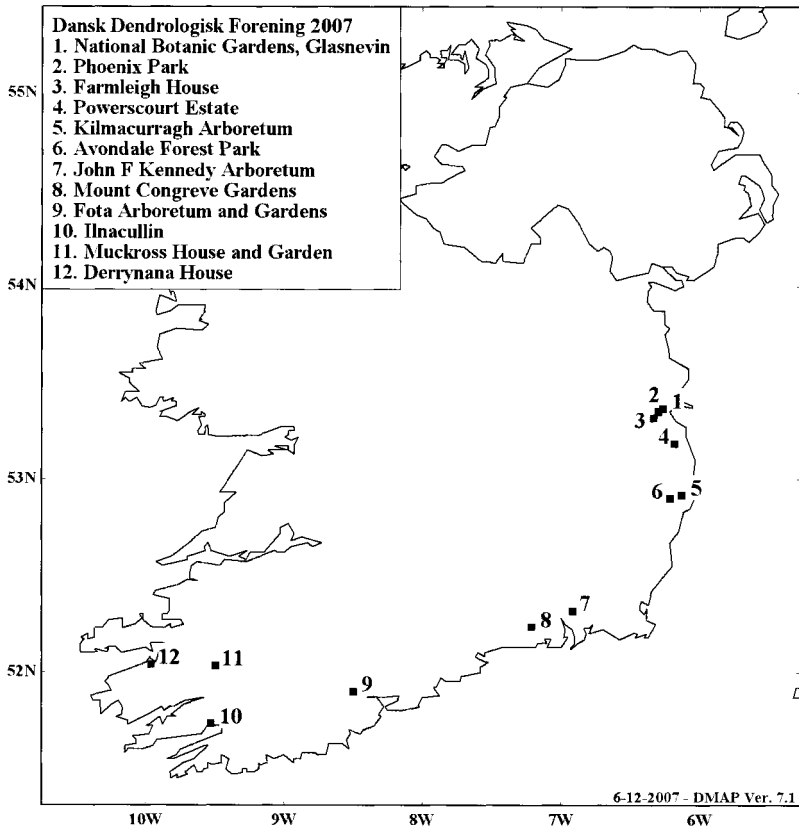 Dansk Dendrologisk Forening 2007
1. National Botanic Gardens, Glasnevin
2. Phoenix Park
3. Farmleigh House
4. Powerscourt Estate
5. Kilmacurragh Arboretum
6. Avondale Forest Park
7. John F Kennedy Arboretum
8. Mount Congreve Gardens
9. Fota Arboretum and Gardens
10. Ilnacullin
11. Muckross House and Garden
12. Derrynana House
55N
54N
2 1
3
4
53N
6 5
7
8
12 11
52N
9
10
6-12-2007 - DMAP Ver. 7.1
10W 9W 8W 7W 6W